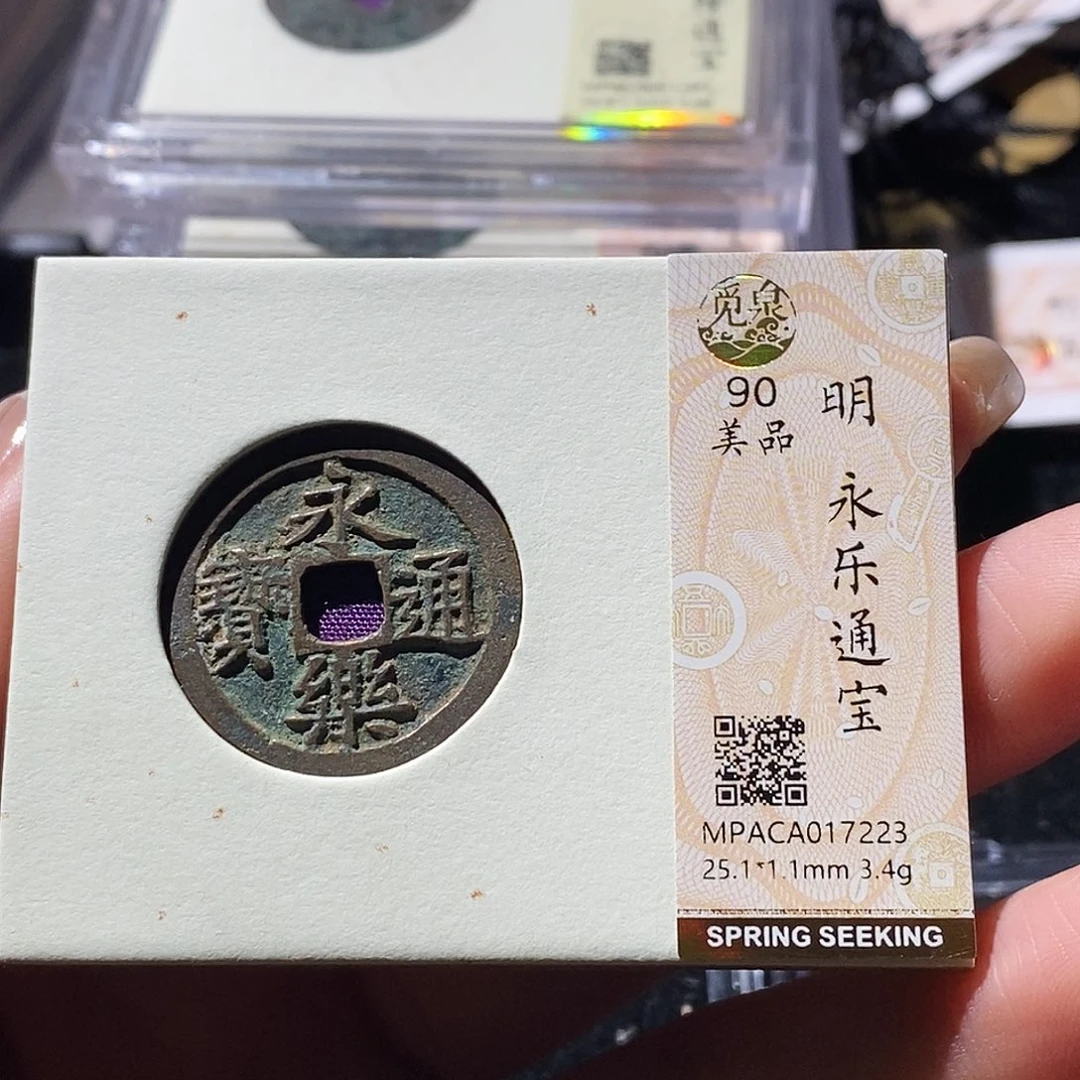 永樂通寶
觅泉
90
美品
明 永乐通宝
MPACA017223
25.1*1.1mm 3.4g
SPRING SEEKING